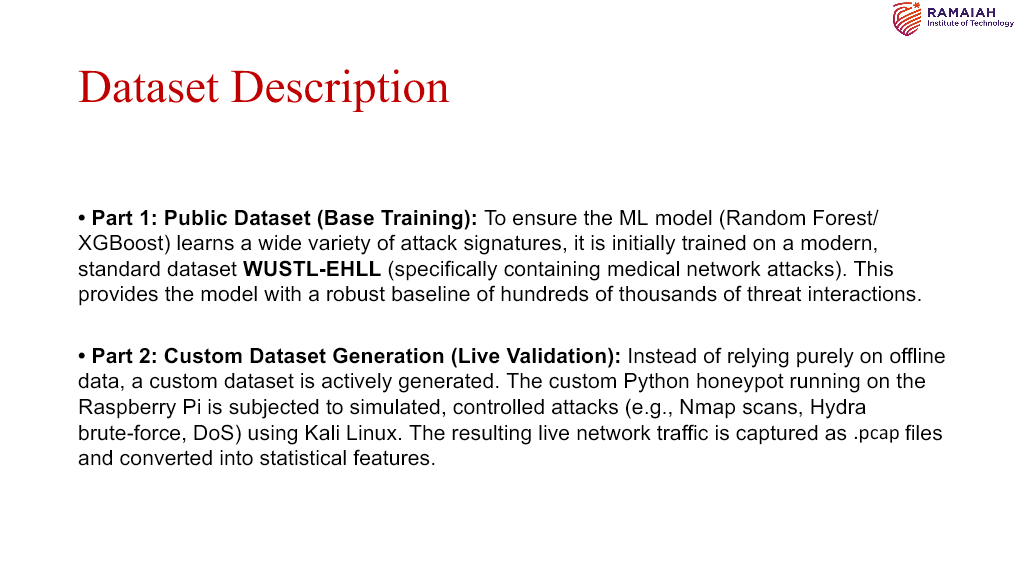 RAMAIAH
Institute of Technology
Dataset Description
• Part 1: Public Dataset (Base Training): To ensure the ML model (Random Forest/
XGBoost) learns a wide variety of attack signatures, it is initially trained on a modern,
standard dataset WUSTL-EHLL (specifically containing medical network attacks). This
provides the model with a robust baseline of hundreds of thousands of threat interactions.
• Part 2: Custom Dataset Generation (Live Validation): Instead of relying purely on offline
data, a custom dataset is actively generated. The custom Python honeypot running on the
Raspberry Pi is subjected to simulated, controlled attacks (e.g., Nmap scans, Hydra
brute-force, DoS) using Kali Linux. The resulting live network traffic is captured as .pcap files
and converted into statistical features.